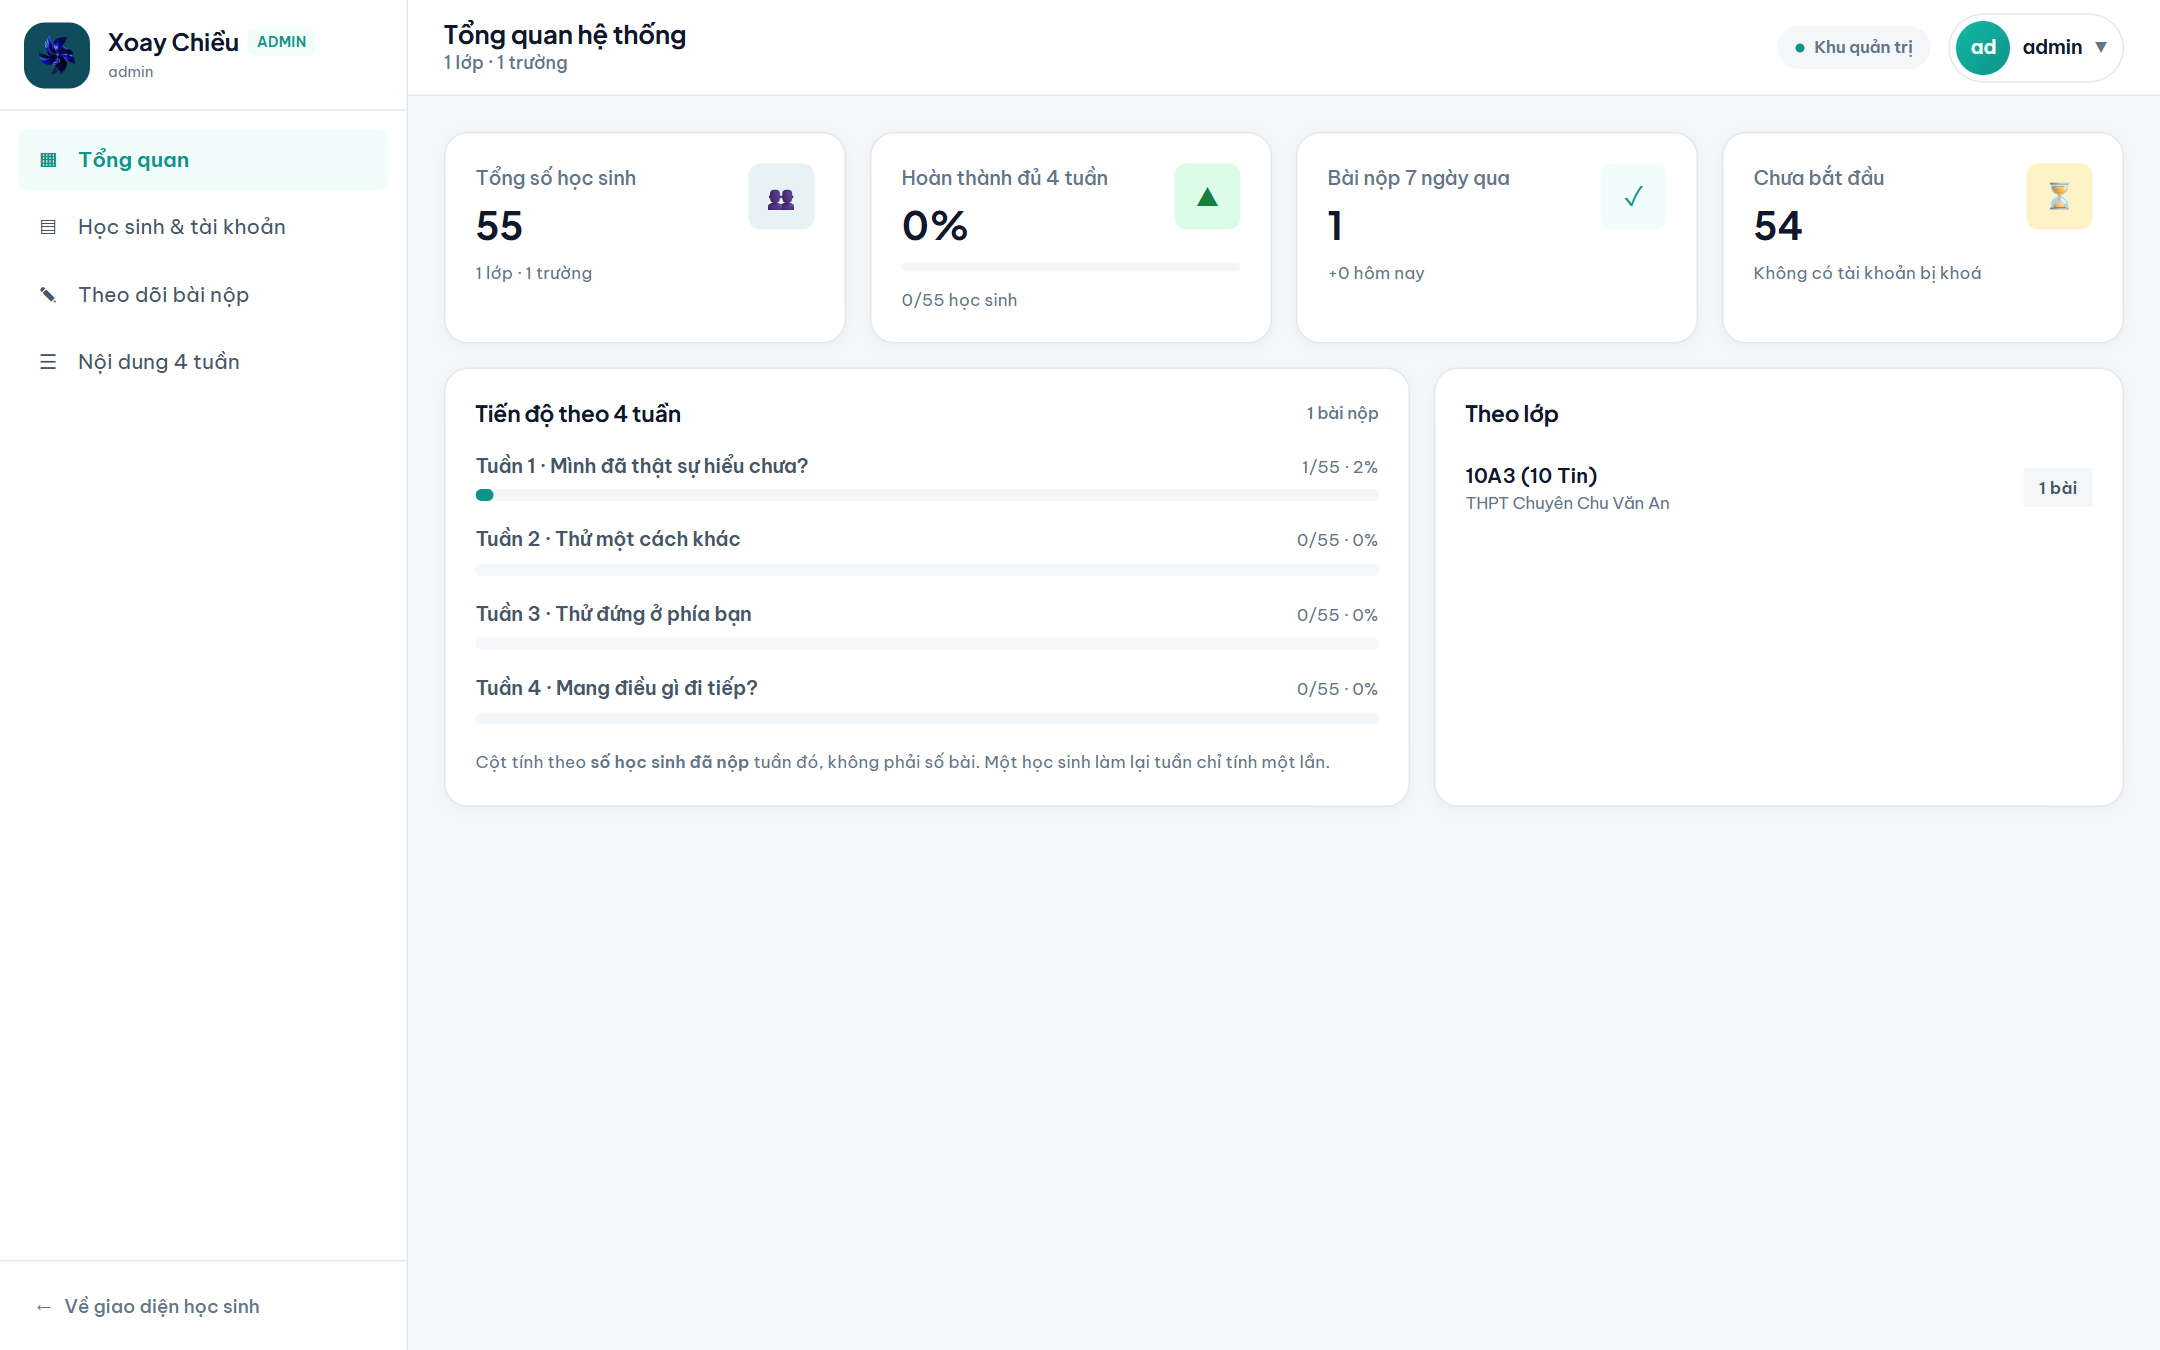 Xoay Chiều ADMIN
admin
Tổng quan
Học sinh & tài khoản
Theo dõi bài nộp
Nội dung 4 tuần
← Về giao diện học sinh
Tổng quan hệ thống
1 lớp · 1 trường
Khu quản trị
ad admin ▼
Tổng số học sinh
55
1 lớp · 1 trường
Hoàn thành đủ 4 tuần
0%
0/55 học sinh
Bài nộp 7 ngày qua
1
+0 hôm nay
Chưa bắt đầu
54
Không có tài khoản bị khoá
Tiến độ theo 4 tuần 1 bài nộp
Tuần 1 · Mình đã thật sự hiểu chưa? 1/55 · 2%
Tuần 2 · Thử một cách khác 0/55 · 0%
Tuần 3 · Thử đứng ở phía bạn 0/55 · 0%
Tuần 4 · Mang điều gì đi tiếp? 0/55 · 0%
Cột tính theo số học sinh đã nộp tuần đó, không phải số bài. Một học sinh làm lại tuần chỉ tính một lần.
Theo lớp
10A3 (10 Tin)
THPT Chuyên Chu Văn An
1 bài